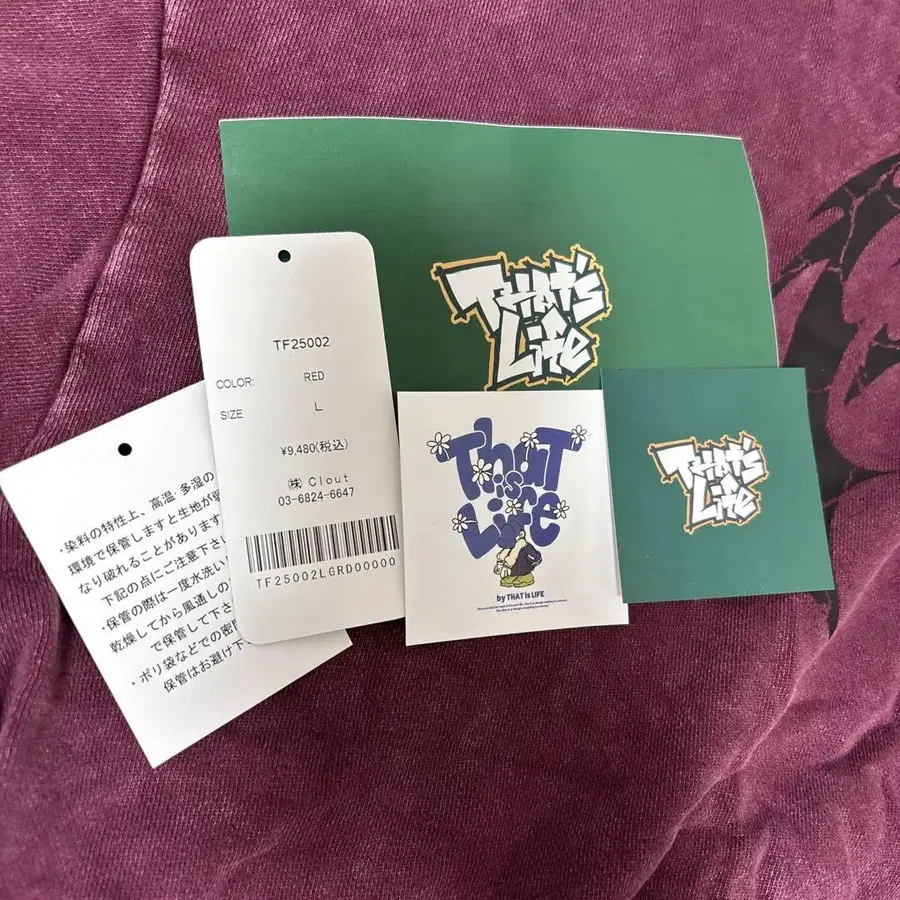 THAT'S
LIFE
TF25002
COLOR: RED
SIZE L
¥9,480(税込)
㈱ Clout
03-6824-6647
TF25002LGRD00000
・染料の特性上、高温・多湿の
環境で保管しますと生地が
なり破れることがあります
下記の点にご注意下さ
・保管の際は一度水洗い
乾燥してから風通しの
で保管して下さ
・ポリ袋などでの密
保管はお避け下
ThaT
is
Life
by THAT is LIFE
THAT'S
LIFE